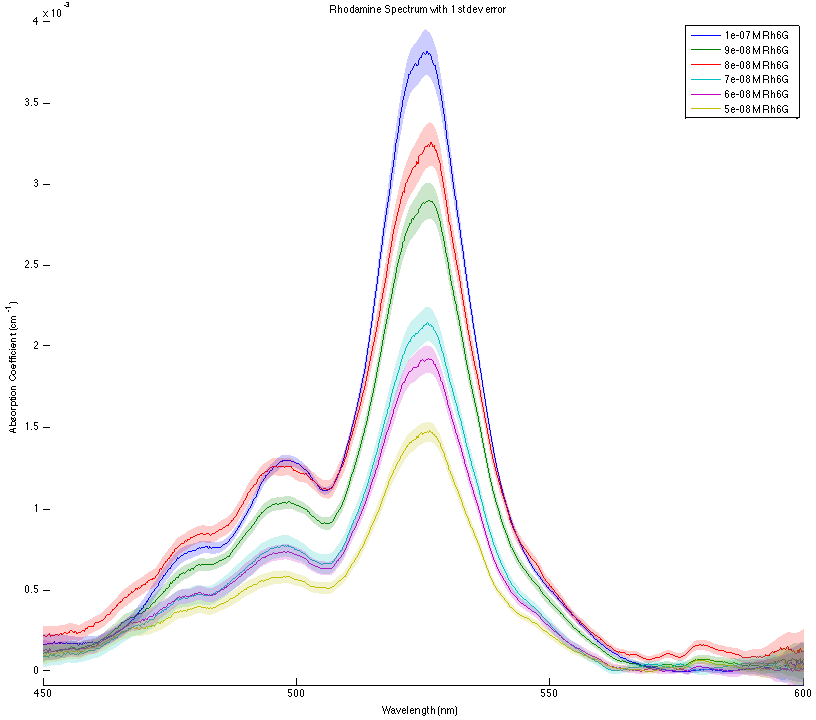 Rhodamine Spectrum with 1 st dev error
4 x 10^-3
1e-07 M Rh6G
9e-08 M Rh6G
8e-08 M Rh6G
7e-08 M Rh6G
6e-08 M Rh6G
5e-08 M Rh6G
3.5
3
2.5
2
1.5
1
0.5
0
Absorption Coefficient (cm^-1)
450
500
550
600
Wavelength (nm)